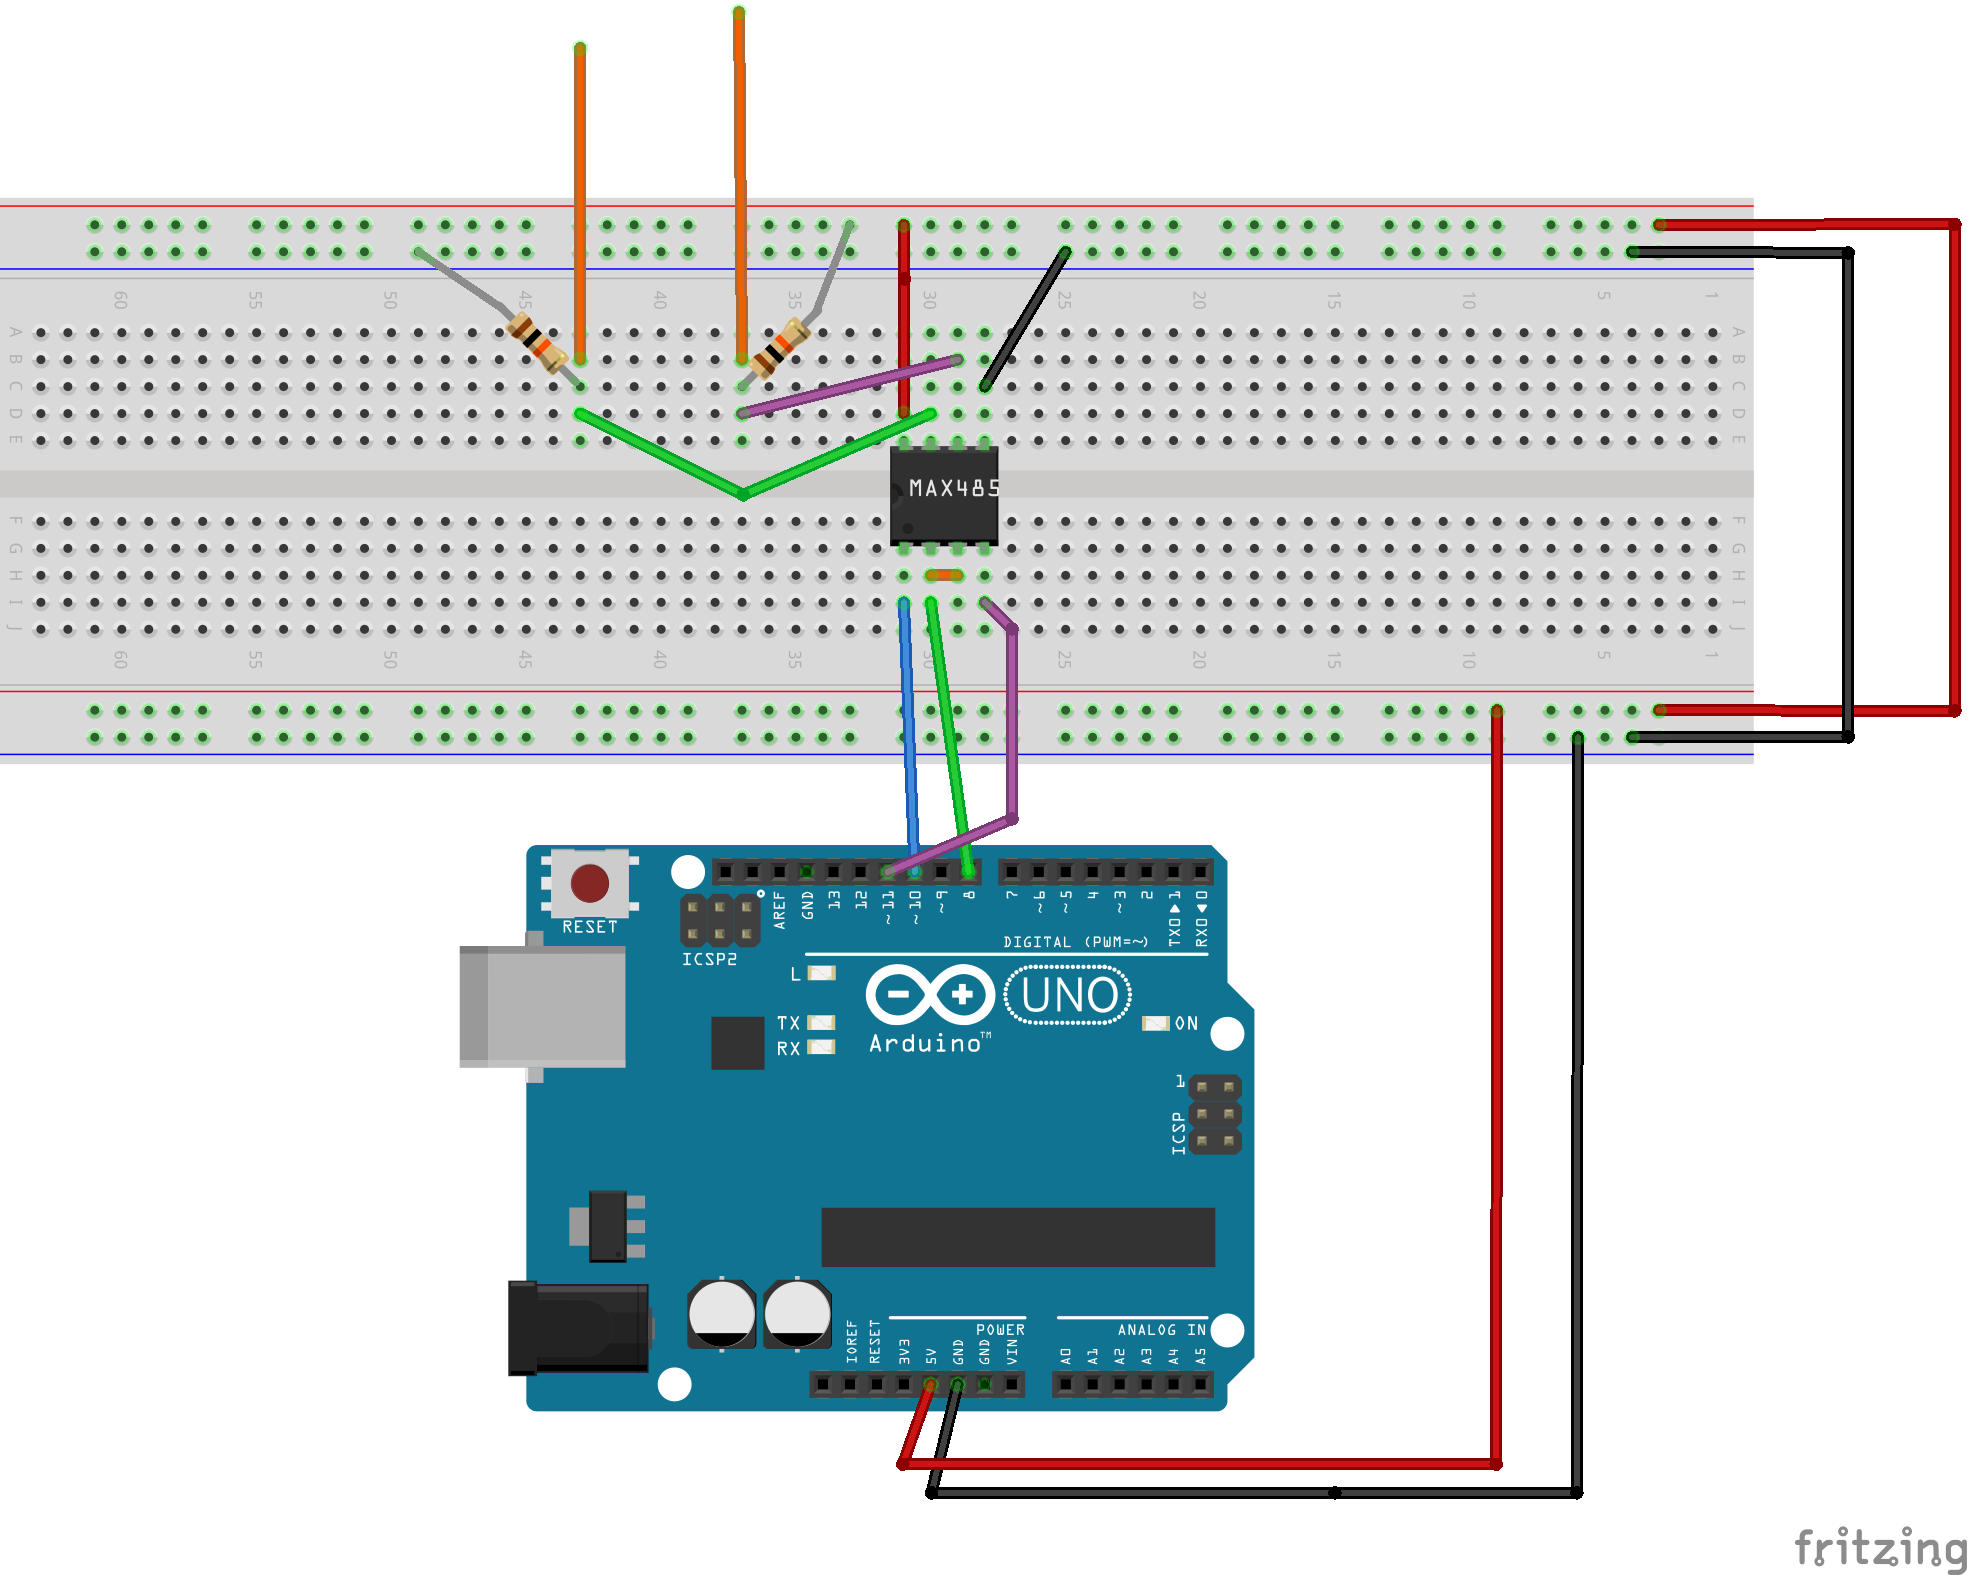 60 55 50 45 40 35 30 25 20 15 10 5 1
A A
B B
C C
D D
E E
MAX485
F F
G G
H H
I I
J J
60 55 50 45 40 35 30 25 20 15 10 5 1
RESET
ICSP2
AREF
GND
13
12
~11
~10
~9
8
7
~6
~5
4
~3
2
TX0▶1
RX0◀0
DIGITAL (PWM=~)
L
TX
RX
UNO
ON
Arduino™
1
ICSP
IOREF
RESET
3V3
5V
GND
GND
VIN
POWER
ANALOG IN
A0
A1
A2
A3
A4
A5
fritzing